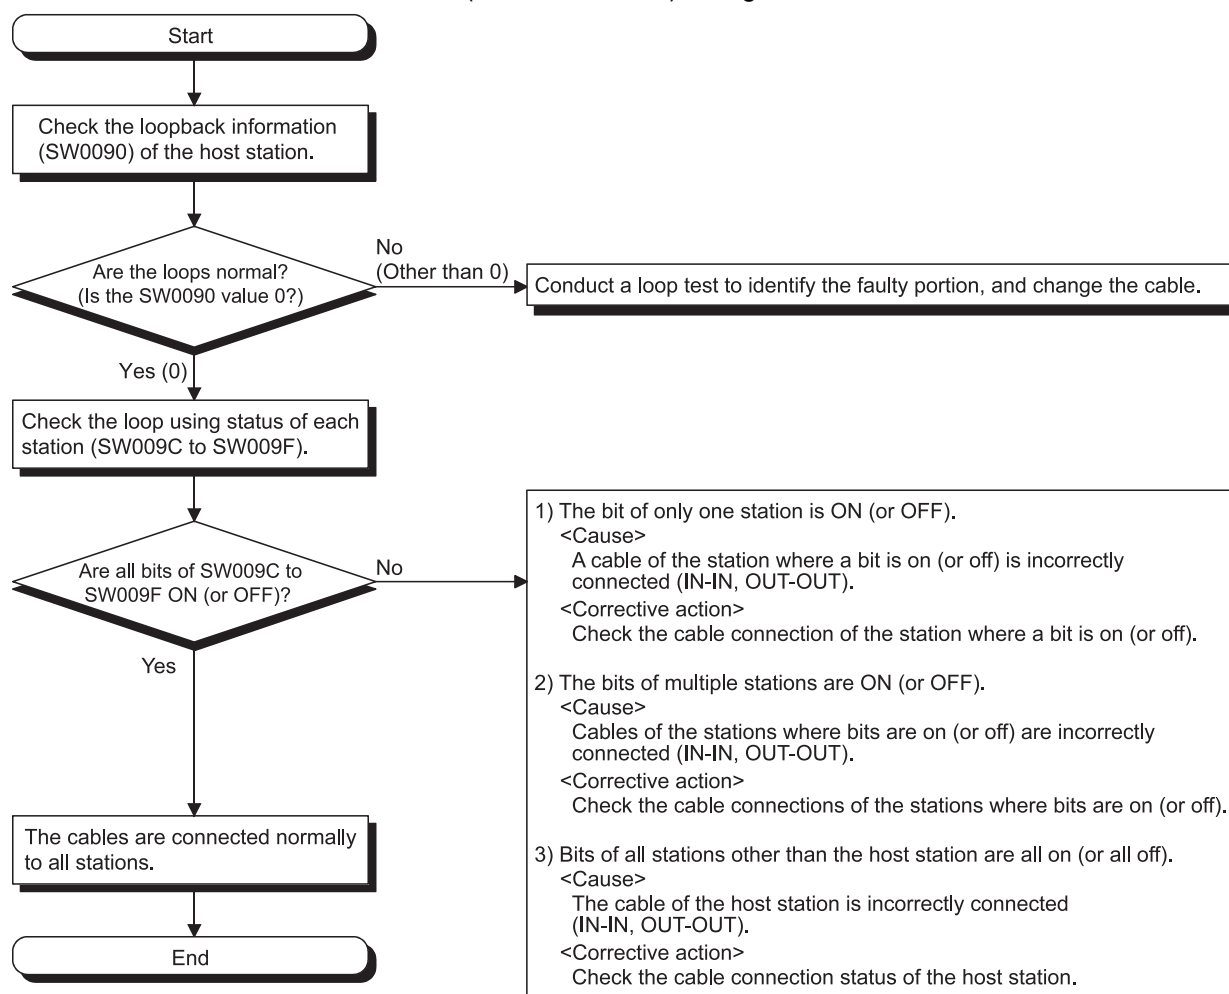 Start
Check the loopback information
(SW0090) of the host station.
Are the loops normal?
(Is the SW0090 value 0?)
No
(Other than 0)
Conduct a loop test to identify the faulty portion, and change the cable.
Yes (0)
Check the loop using status of each
station (SW009C to SW009F).
Are all bits of SW009C to
SW009F ON (or OFF)?
No
1) The bit of only one station is ON (or OFF).
<Cause>
A cable of the station where a bit is on (or off) is incorrectly
connected (IN-IN, OUT-OUT).
<Corrective action>
Check the cable connection of the station where a bit is on (or off).
2) The bits of multiple stations are ON (or OFF).
<Cause>
Cables of the stations where bits are on (or off) are incorrectly
connected (IN-IN, OUT-OUT).
<Corrective action>
Check the cable connections of the stations where bits are on (or off).
3) Bits of all stations other than the host station are all on (or all off).
<Cause>
The cable of the host station is incorrectly connected
(IN-IN, OUT-OUT).
<Corrective action>
Check the cable connection status of the host station.
Yes
The cables are connected normally
to all stations.
End